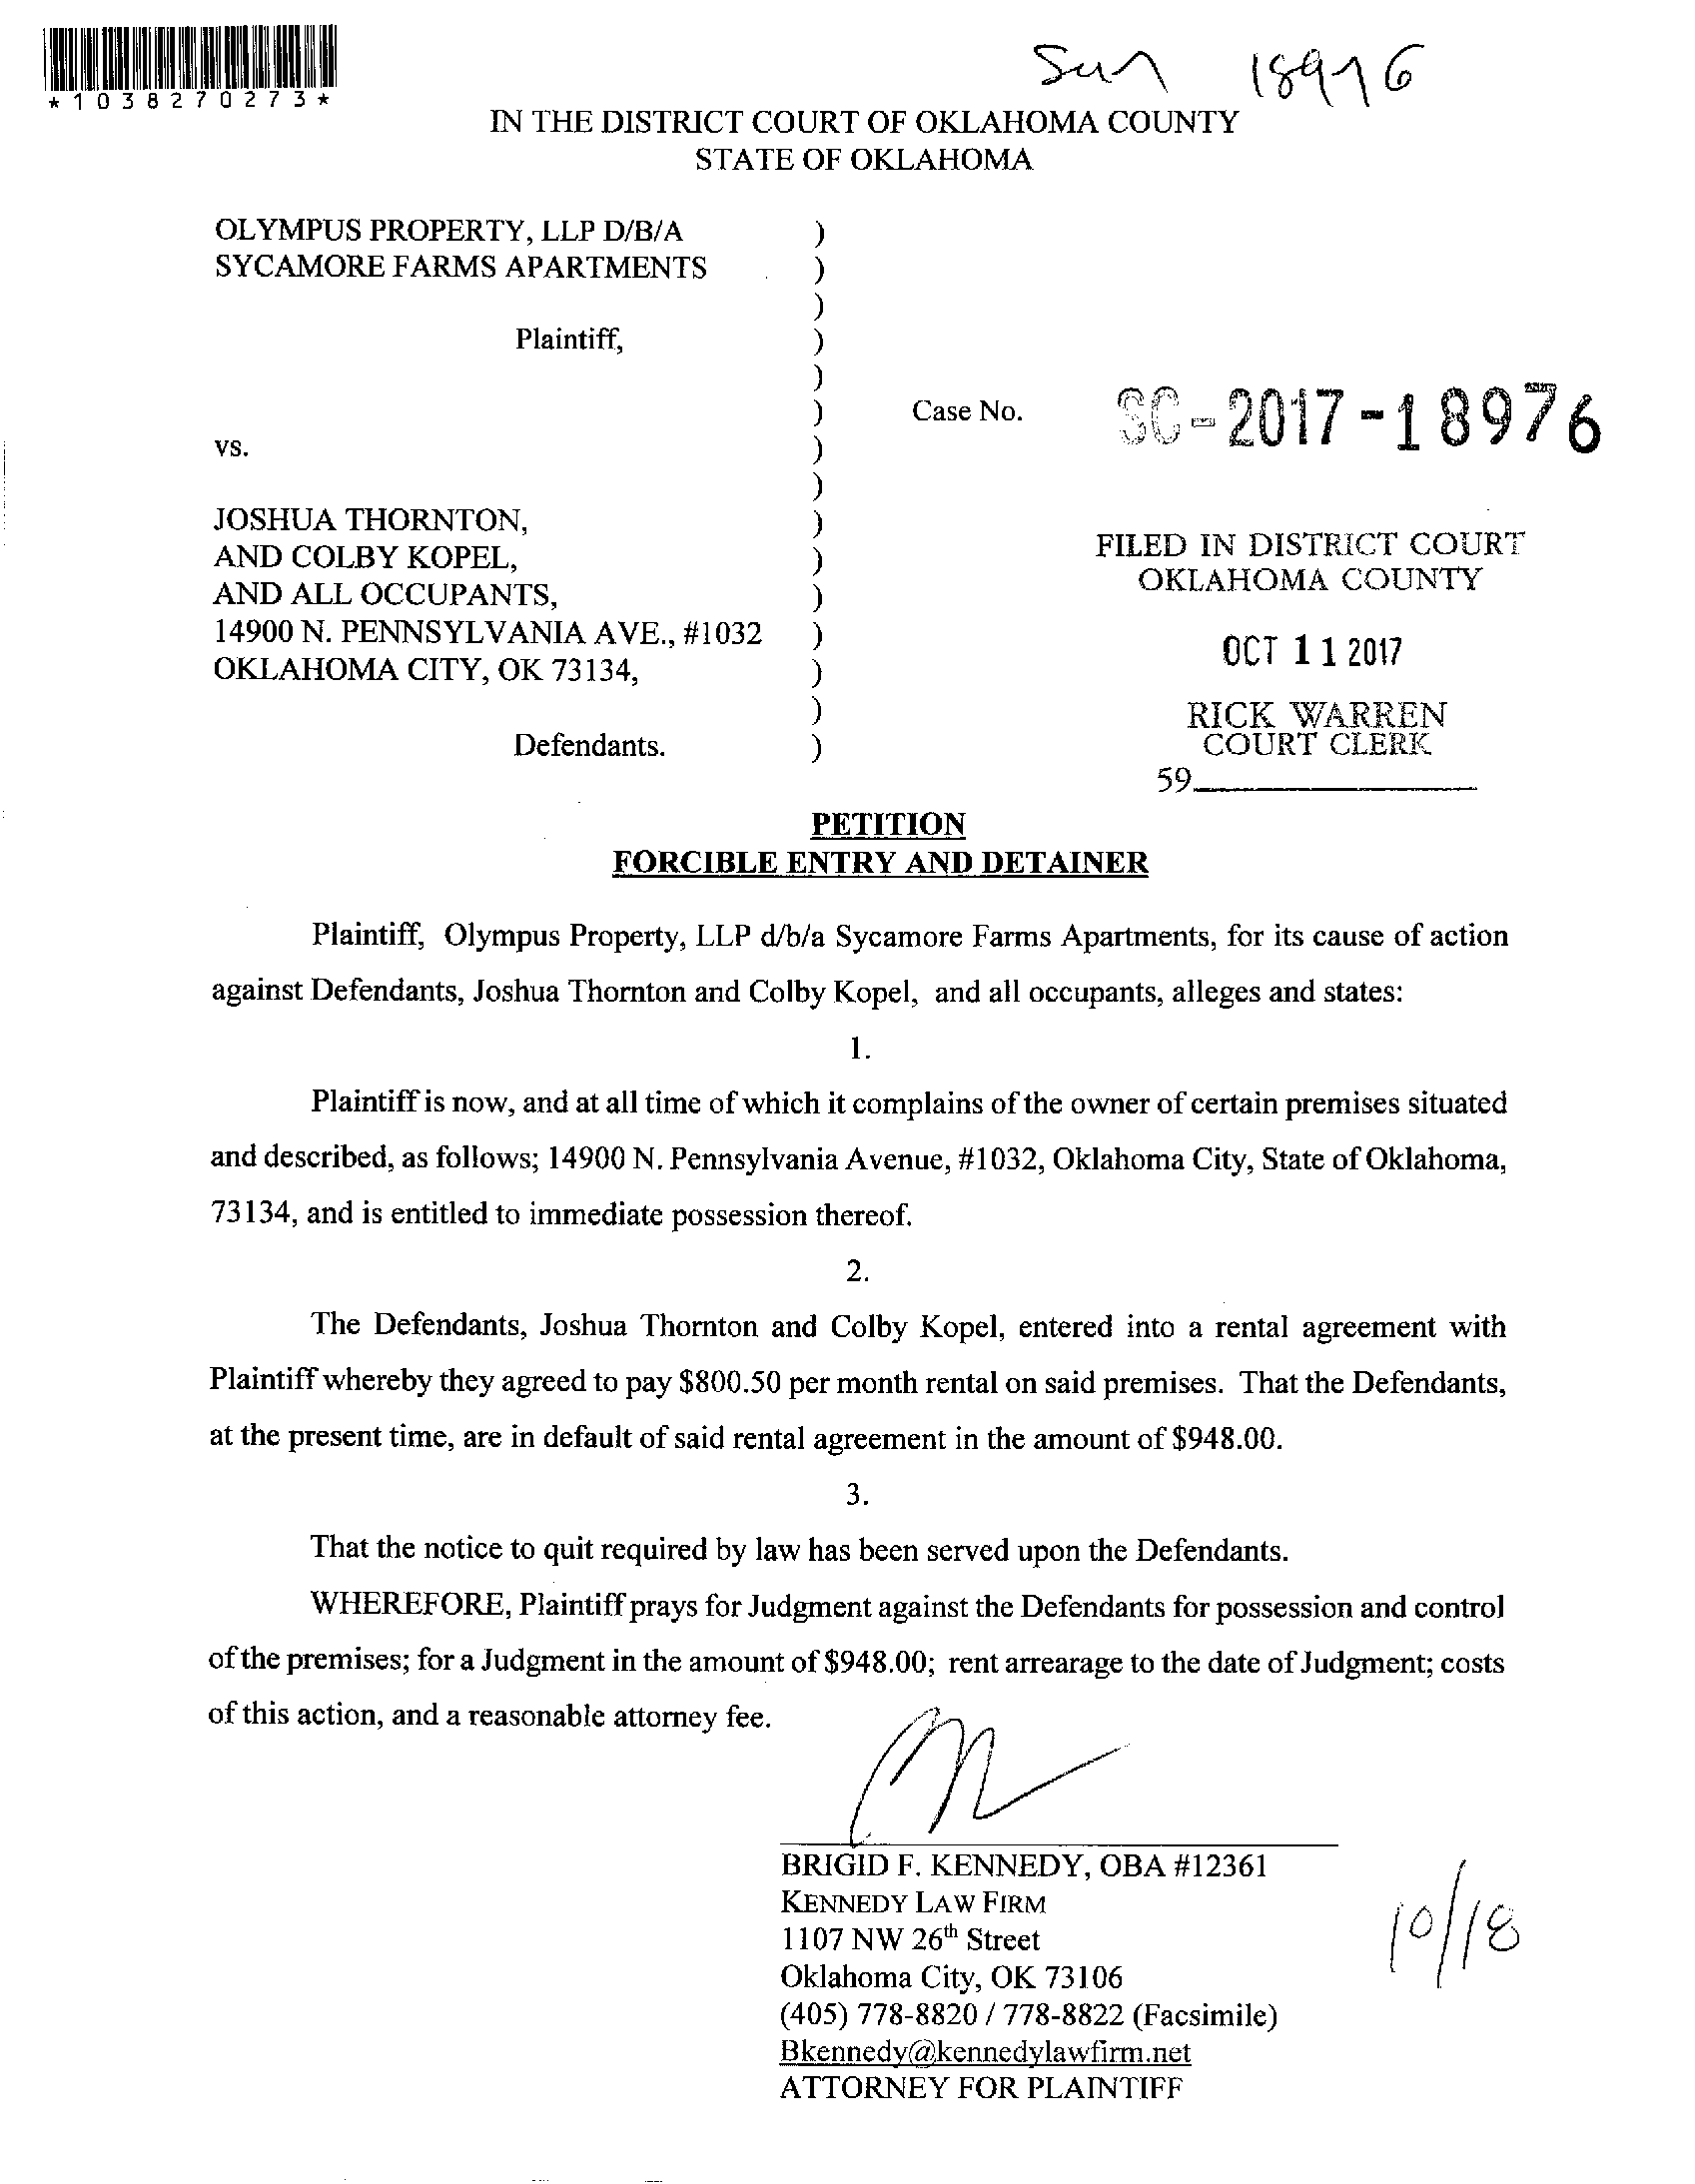 Sum 18976
*1038270273*
IN THE DISTRICT COURT OF OKLAHOMA COUNTY
STATE OF OKLAHOMA
OLYMPUS PROPERTY, LLP D/B/A )
SYCAMORE FARMS APARTMENTS )
)
Plaintiff, )
)
) Case No. SC-2017-18976
vs. )
)
JOSHUA THORNTON, )
AND COLBY KOPEL, )
AND ALL OCCUPANTS, )
14900 N. PENNSYLVANIA AVE., #1032 )
OKLAHOMA CITY, OK 73134, )
)
Defendants. )
FILED IN DISTRICT COURT
OKLAHOMA COUNTY
OCT 11 2017
RICK WARREN
COURT CLERK
59
PETITION
FORCIBLE ENTRY AND DETAINER
Plaintiff, Olympus Property, LLP d/b/a Sycamore Farms Apartments, for its cause of action
against Defendants, Joshua Thornton and Colby Kopel, and all occupants, alleges and states:
1.
Plaintiff is now, and at all time of which it complains of the owner of certain premises situated
and described, as follows; 14900 N. Pennsylvania Avenue, #1032, Oklahoma City, State of Oklahoma,
73134, and is entitled to immediate possession thereof.
2.
The Defendants, Joshua Thornton and Colby Kopel, entered into a rental agreement with
Plaintiff whereby they agreed to pay $800.50 per month rental on said premises. That the Defendants,
at the present time, are in default of said rental agreement in the amount of $948.00.
3.
That the notice to quit required by law has been served upon the Defendants.
WHEREFORE, Plaintiff prays for Judgment against the Defendants for possession and control
of the premises; for a Judgment in the amount of $948.00; rent arrearage to the date of Judgment; costs
of this action, and a reasonable attorney fee.
BRIGID F. KENNEDY, OBA #12361
KENNEDY LAW FIRM
1107 NW 26th Street
Oklahoma City, OK 73106
(405) 778-8820 / 778-8822 (Facsimile)
Bkennedy@kennedylawfirm.net
ATTORNEY FOR PLAINTIFF
10/18